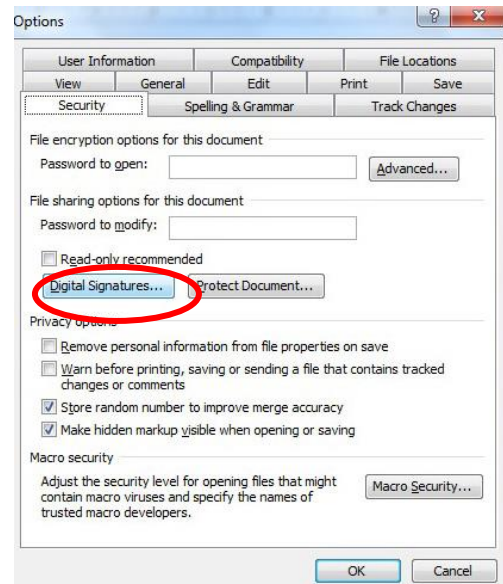 Options
User Information Compatibility File Locations
View General Edit Print Save
Security Spelling & Grammar Track Changes
File encryption options for this document
Password to open:
Advanced...
File sharing options for this document
Password to modify:
Read-only recommended
Digital Signatures... Protect Document...
Privacy options
Remove personal information from file properties on save
Warn before printing, saving or sending a file that contains tracked
changes or comments
Store random number to improve merge accuracy
Make hidden markup visible when opening or saving
Macro security
Adjust the security level for opening files that might
contain macro viruses and specify the names of
trusted macro developers.
Macro Security...
OK Cancel